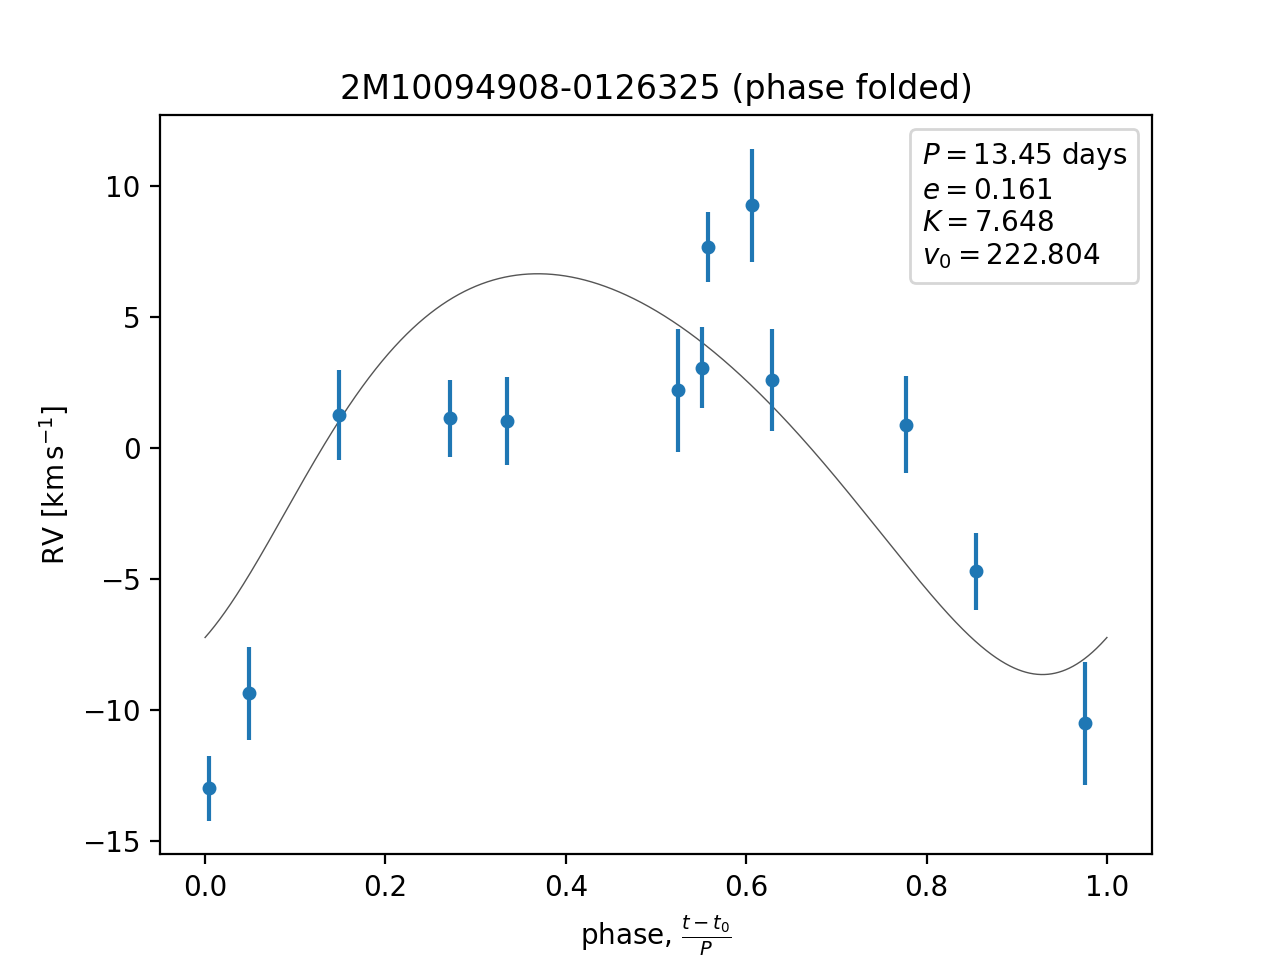 2M10094908-0126325 (phase folded)
P = 13.45 days
e = 0.161
K = 7.648
v₀ = 222.804
RV [km s⁻¹]
10
5
0
−5
−10
−15
0.0 0.2 0.4 0.6 0.8 1.0
phase, (t − t₀)/P